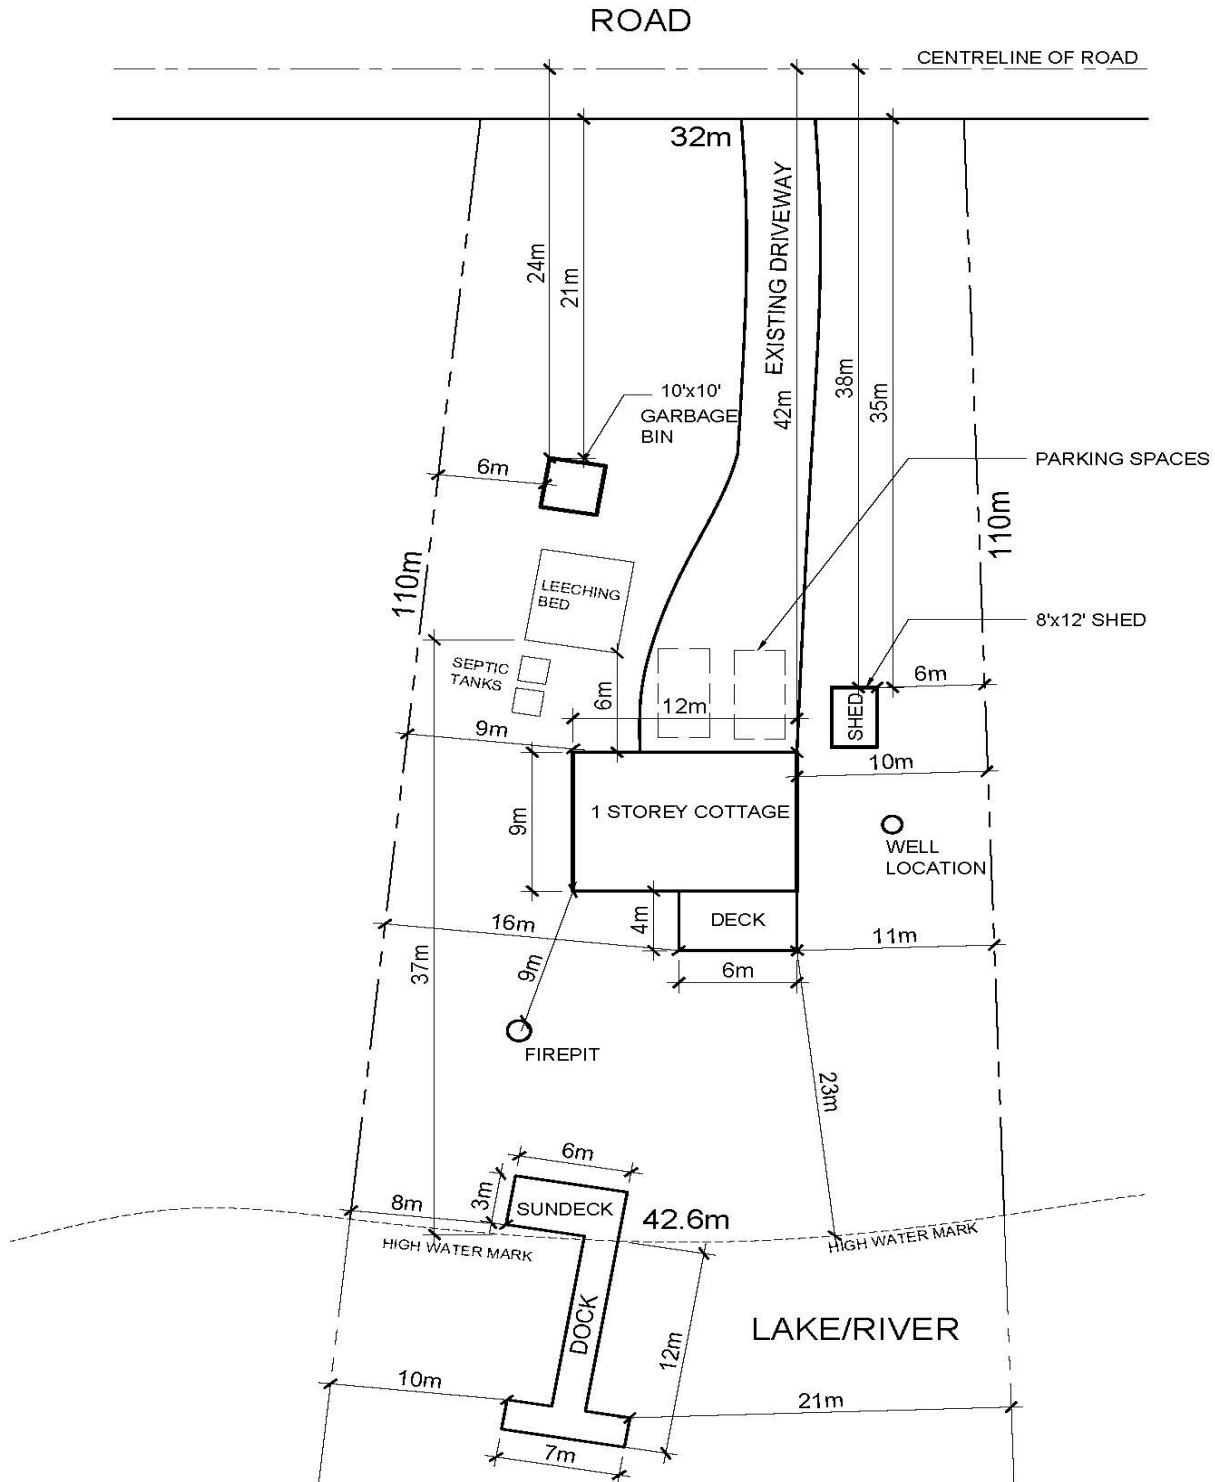 ROAD
CENTRELINE OF ROAD
32m
EXISTING DRIVEWAY
24m
21m
42m
38m
35m
10'x10'
GARBAGE
BIN
6m
PARKING SPACES
110m
110m
LEECHING
BED
8'x12' SHED
SEPTIC
TANKS
6m
6m
12m
SHED
9m
10m
9m
1 STOREY COTTAGE
WELL
LOCATION
16m
4m
DECK
11m
37m
9m
6m
FIREPIT
23m
6m
3m
SUNDECK
8m
42.6m
HIGH WATER MARK
HIGH WATER MARK
DOCK
12m
LAKE/RIVER
10m
21m
7m